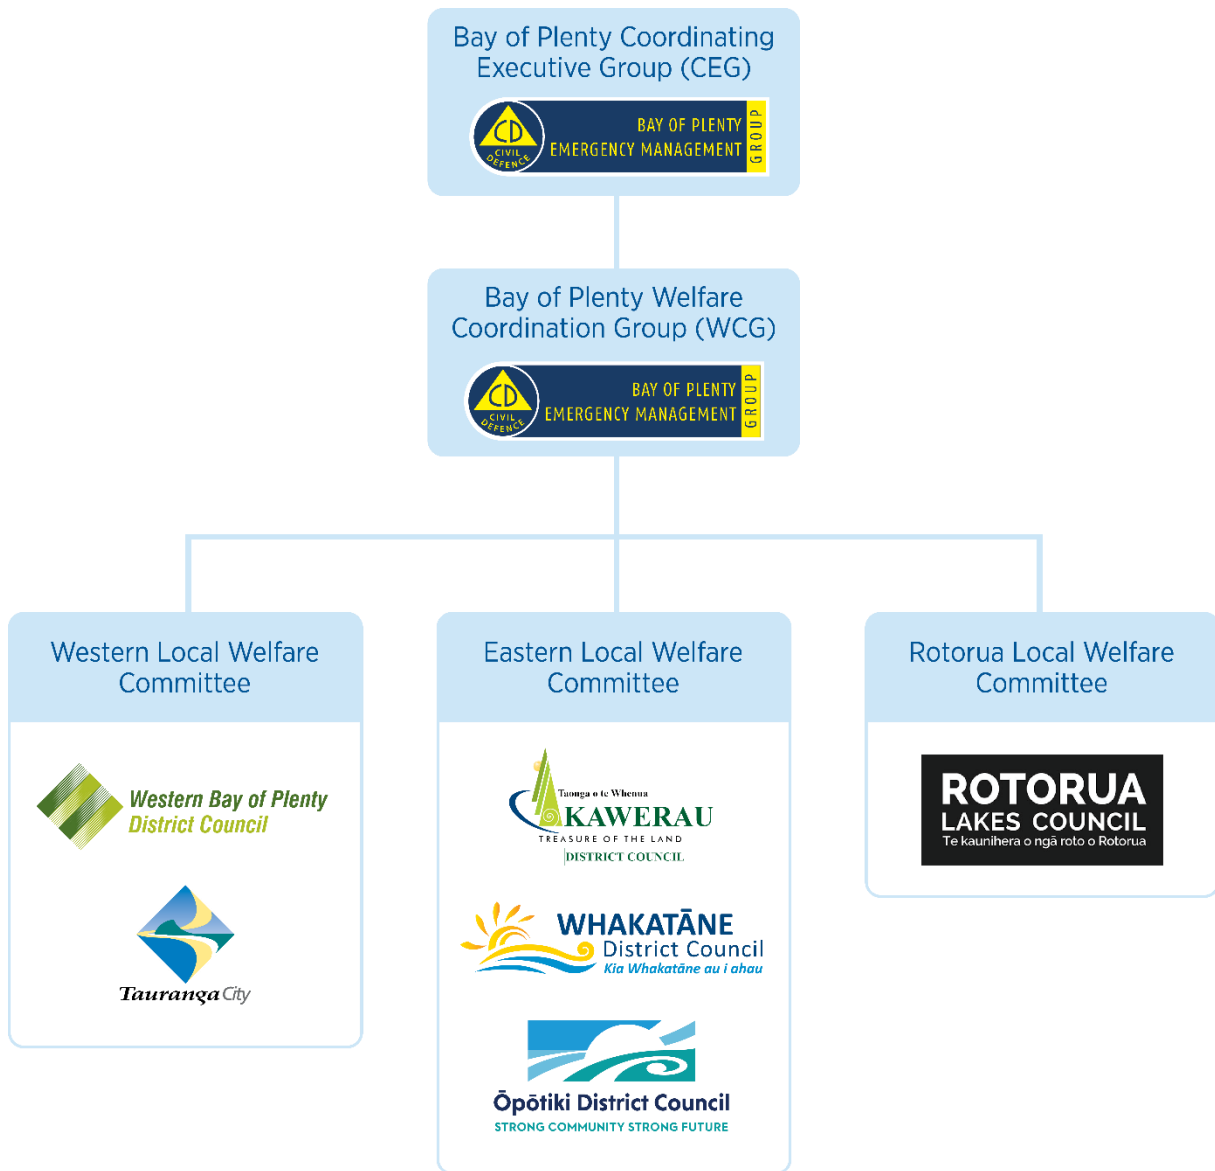 Bay of Plenty Coordinating
Executive Group (CEG)
CD
CIVIL
DEFENCE
BAY OF PLENTY
EMERGENCY MANAGEMENT
GROUP
Bay of Plenty Welfare
Coordination Group (WCG)
CD
CIVIL
DEFENCE
BAY OF PLENTY
EMERGENCY MANAGEMENT
GROUP
Western Local Welfare
Committee
Western Bay of Plenty
District Council
Tauranga City
Eastern Local Welfare
Committee
Taonga o te Whenua
KAWERAU
TREASURE OF THE LAND
DISTRICT COUNCIL
WHAKATĀNE
District Council
Kia Whakatāne au i ahau
Ōpōtiki District Council
STRONG COMMUNITY STRONG FUTURE
Rotorua Local Welfare
Committee
ROTORUA
LAKES COUNCIL
Te kaunihera o ngā roto o Rotorua